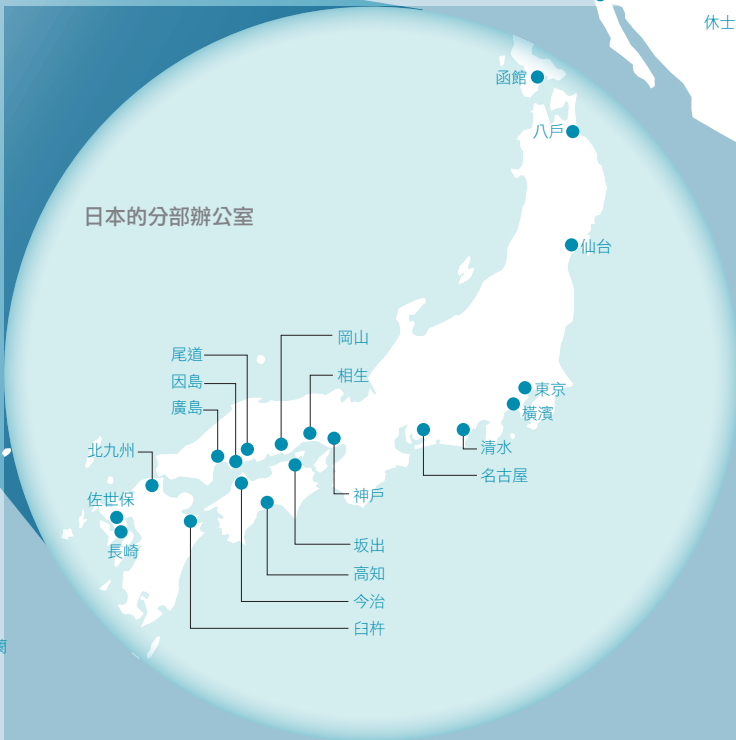 休士
函館
八戶
日本的分部辦公室
仙台
岡山
尾道
相生
因島
東京
廣島
橫濱
北九州
清水
名古屋
佐世保
神戶
長崎
坂出
高知
今治
臼杵